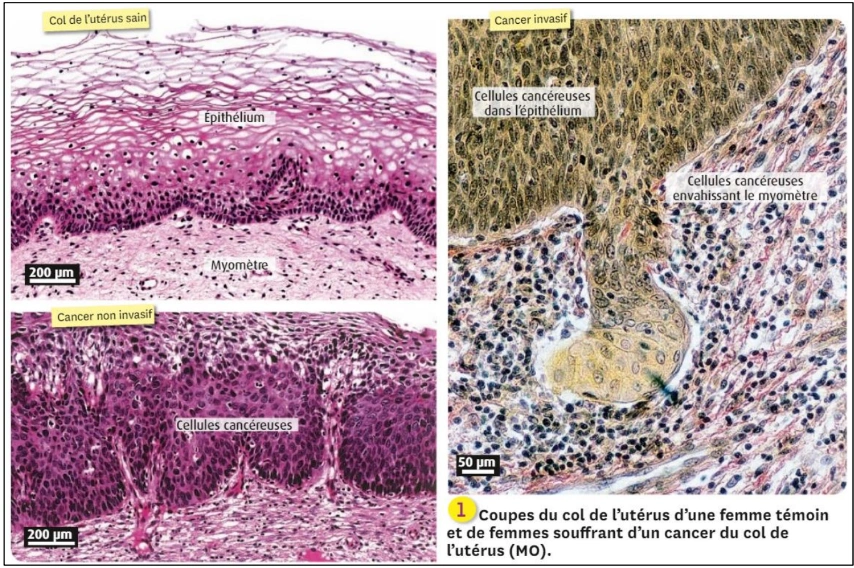 Col de l'utérus sain
Épithélium
Myomètre
200 µm
Cancer non invasif
Cellules cancéreuses
200 µm
Cancer invasif
Cellules cancéreuses
dans l'épithélium
Cellules cancéreuses
envahissant le myomètre
50 µm
1 Coupes du col de l'utérus d'une femme témoin
et de femmes souffrant d'un cancer du col de
l'utérus (MO).